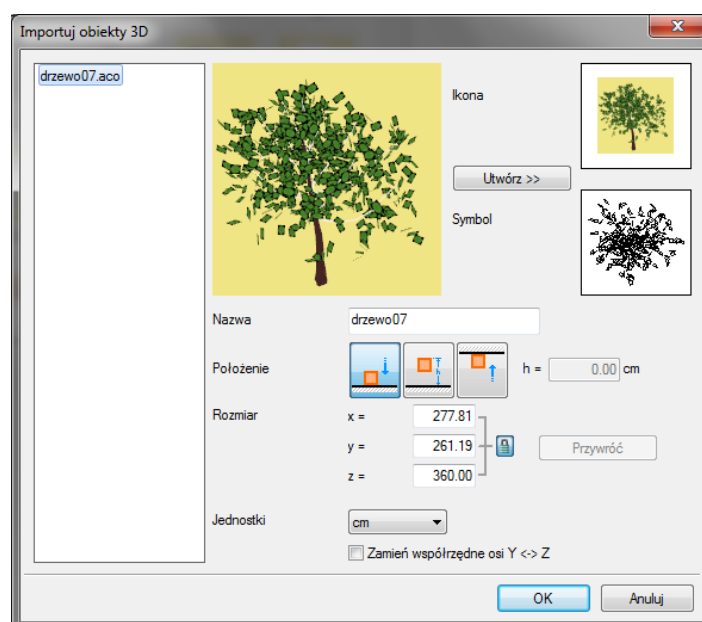 Importuj obiekty 3D
drzewo07.aco
Ikona
Utwórz >>
Symbol
Nazwa
drzewo07
Położenie
h
h = 0.00 cm
Rozmiar
x = 277.81
y = 261.19
Przywróć
z = 360.00
Jednostki
cm
Zamień współrzędne osi Y <-> Z
OK
Anuluj